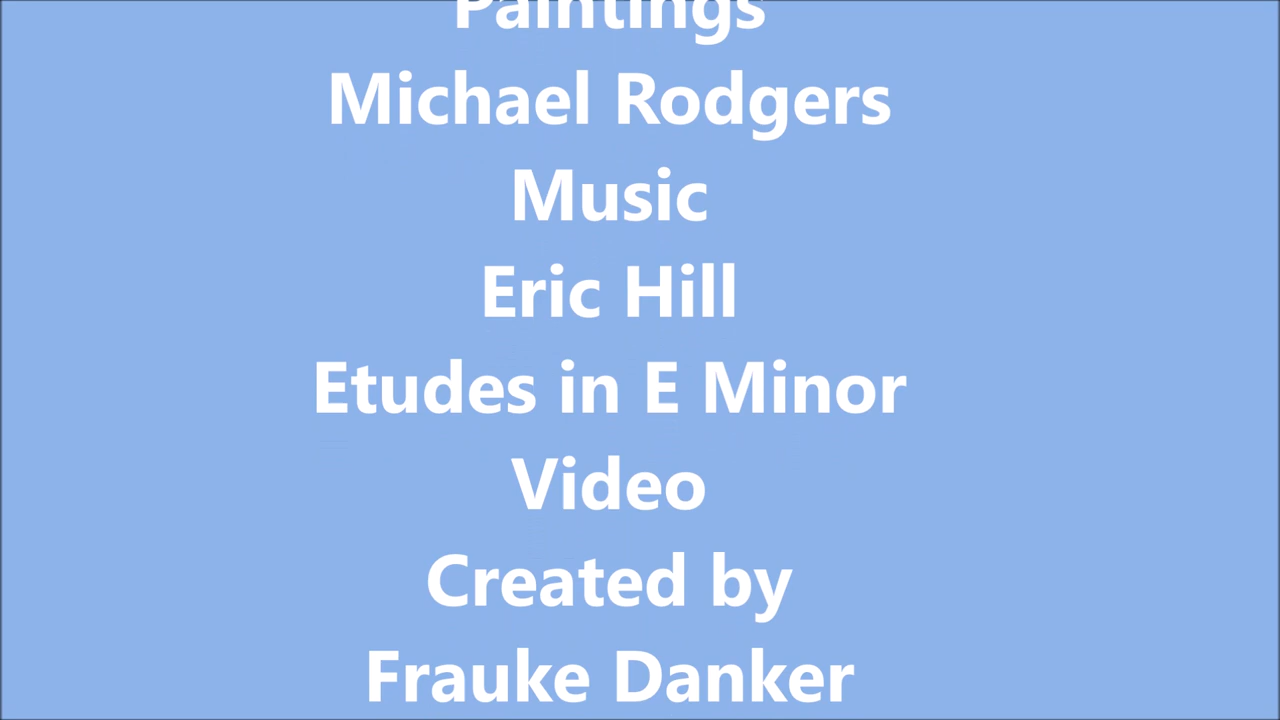 Paintings
Michael Rodgers
Music
Eric Hill
Etudes in E Minor
Video
Created by
Frauke Danker